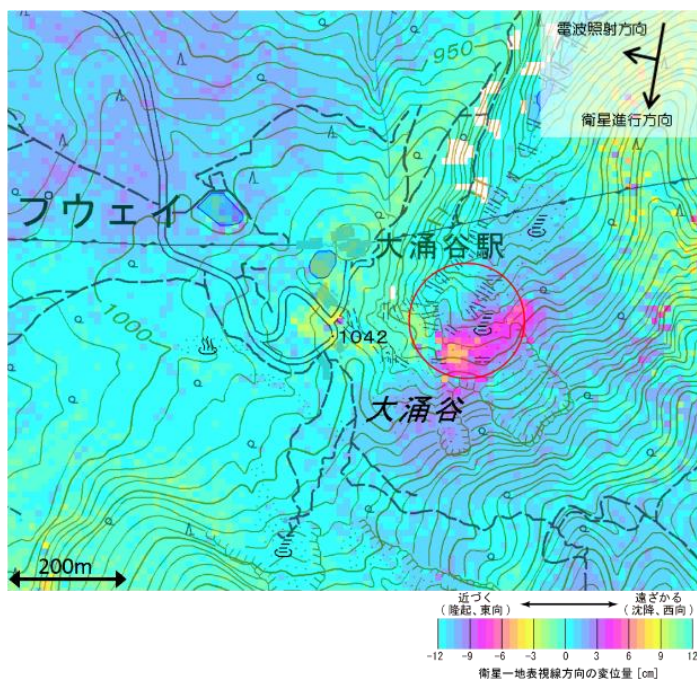 電波照射方向
950
衛星進行方向
プウェイ
大涌谷駅
1000
1042
大涌谷
200m
近づく
(隆起、東向)
遠ざかる
(沈降、西向)
-12 -9 -6 -3 0 3 6 9 12
衛星－地表視線方向の変位量 [cm]